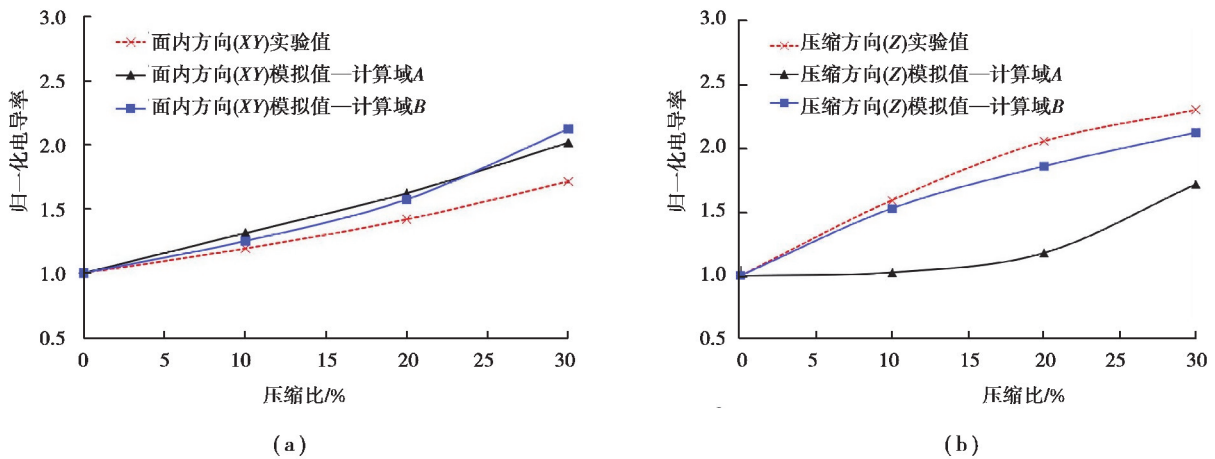 3.0
2.5
2.0
1.5
1.0
0.5
归一化电导率
面内方向(XY)实验值
面内方向(XY)模拟值—计算域A
面内方向(XY)模拟值—计算域B
0 5 10 15 20 25 30
压缩比/%
(a)
3.0
2.5
2.0
1.5
1.0
0.5
归一化电导率
压缩方向(Z)实验值
压缩方向(Z)模拟值—计算域A
压缩方向(Z)模拟值—计算域B
0 5 10 15 20 25 30
压缩比/%
(b)